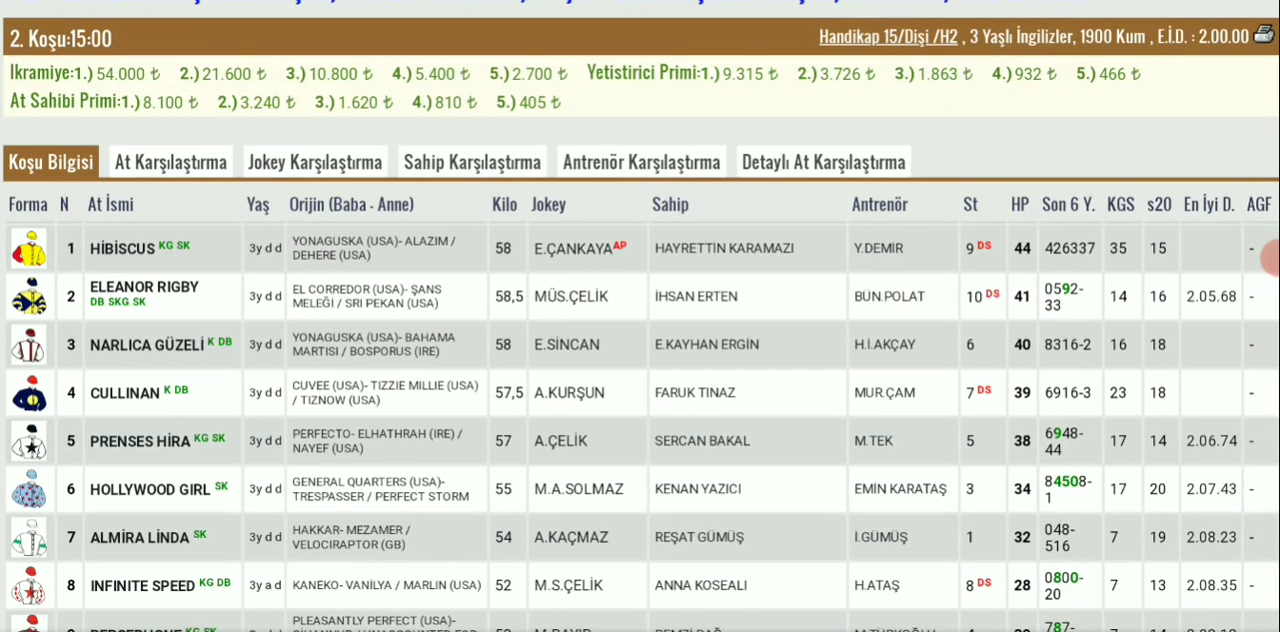 2. Koşu:15:00
Handikap 15/Dişi /H2 , 3 Yaşlı İngilizler, 1900 Kum , E.İ.D. : 2.00.00
İkramiye:1.) 54.000 ₺ 2.) 21.600 ₺ 3.) 10.800 ₺ 4.) 5.400 ₺ 5.) 2.700 ₺ Yetistirici Primi:1.) 9.315 ₺ 2.) 3.726 ₺ 3.) 1.863 ₺ 4.) 932 ₺ 5.) 466 ₺
At Sahibi Primi:1.) 8.100 ₺ 2.) 3.240 ₺ 3.) 1.620 ₺ 4.) 810 ₺ 5.) 405 ₺
Koşu Bilgisi At Karşılaştırma Jokey Karşılaştırma Sahip Karşılaştırma Antrenör Karşılaştırma Detaylı At Karşılaştırma
Forma N At İsmi Yaş Orijin (Baba - Anne) Kilo Jokey Sahip Antrenör St HP Son 6 Y. KGS s20 En İyi D. AGF
1 HİBİSCUS KG SK 3y d d YONAGUSKA (USA)- ALAZIM / DEHERE (USA) 58 E.ÇANKAYA AP HAYRETTİN KARAMAZI Y.DEMİR 9 DS 44 426337 35 15 -
2 ELEANOR RIGBY DB SKG SK 3y d d EL CORREDOR (USA)- ŞANS MELEĞİ / SRI PEKAN (USA) 58,5 MÜS.ÇELİK İHSAN ERTEN BÜN.POLAT 10 DS 41 0592-33 14 16 2.05.68 -
3 NARLICA GÜZELİ K DB 3y d d YONAGUSKA (USA)- BAHAMA MARTISI / BOSPORUS (IRE) 58 E.SİNCAN E.KAYHAN ERGİN H.İ.AKÇAY 6 40 8316-2 16 18 -
4 CULLINAN K DB 3y d d CUVEE (USA)- TIZZIE MILLIE (USA) / TIZNOW (USA) 57,5 A.KURŞUN FARUK TINAZ MUR.ÇAM 7 DS 39 6916-3 23 18 -
5 PRENSES HİRA KG SK 3y d d PERFECTO- ELHATHRAH (IRE) / NAYEF (USA) 57 A.ÇELİK SERCAN BAKAL M.TEK 5 38 6948-44 17 14 2.06.74 -
6 HOLLYWOOD GIRL SK 3y d d GENERAL QUARTERS (USA)- TRESPASSER / PERFECT STORM 55 M.A.SOLMAZ KENAN YAZICI EMİN KARATAŞ 3 34 84508-1 17 20 2.07.43 -
7 ALMİRA LİNDA SK 3y d d HAKKAR- MEZAMER / VELOCIRAPTOR (GB) 54 A.KAÇMAZ REŞAT GÜMÜŞ İ.GÜMÜŞ 1 32 048-516 7 19 2.08.23 -
8 INFINITE SPEED KG DB 3y a d KANEKO- VANİLYA / MARLIN (USA) 52 M.S.ÇELİK ANNA KOSEALI H.ATAŞ 8 DS 28 0800-20 7 13 2.08.35 -
PLEASANTLY PERFECT (USA)-
787-